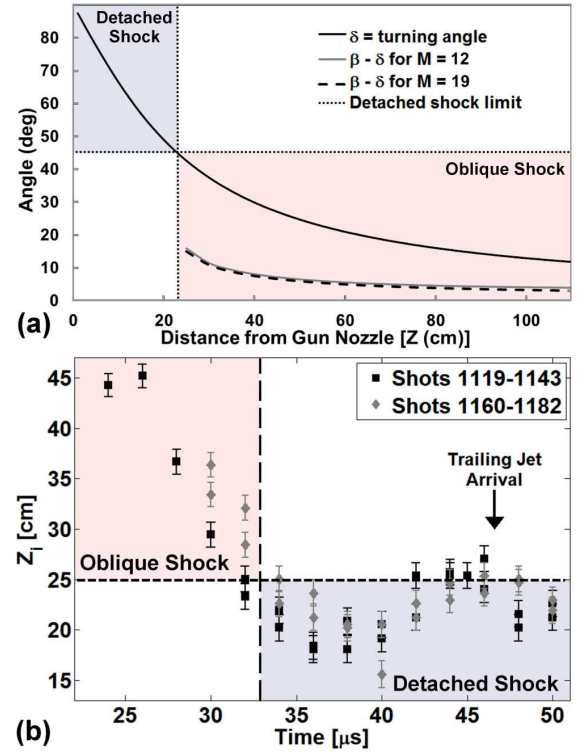 90
80
70
60
50
40
30
20
10
0
Angle (deg)
Detached
Shock
δ = turning angle
β - δ for M = 12
β - δ for M = 19
Detached shock limit
Oblique Shock
0 20 40 60 80 100
Distance from Gun Nozzle [Z (cm)]
(a)
45
40
35
30
25
20
15
Zi [cm]
Shots 1119-1143
Shots 1160-1182
Trailing Jet
Arrival
Oblique Shock
Detached Shock
25 30 35 40 45 50
Time [μs]
(b)